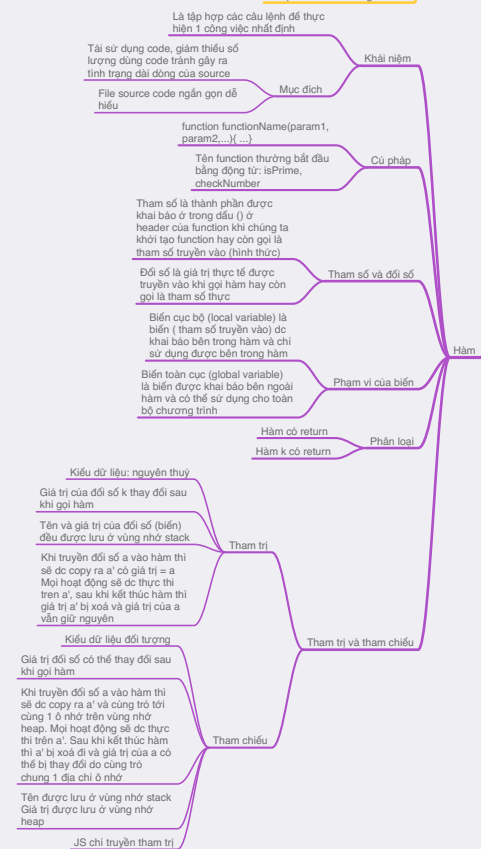 Là tập hợp các câu lệnh để thực
hiện 1 công việc nhất định
Khái niệm
Tái sử dụng code, giảm thiểu số
lượng dùng code tránh gây ra
tình trạng dài dòng của source
Mục đích
File source code ngắn gọn dễ
hiểu
function functionName(param1,
param2,...){ ...}
Cú pháp
Tên function thường bắt đầu
bằng động từ: isPrime,
checkNumber
Tham số là thành phần được
khai báo ở trong dấu () ở
header của function khi chúng ta
khởi tạo function hay còn gọi là
tham số truyền vào (hình thức)
Tham số và đối số
Đối số là giá trị thực tế được
truyền vào khi gọi hàm hay còn
gọi là tham số thực
Biến cục bộ (local variable) là
biến ( tham số truyền vào) dc
khai báo bên trong hàm và chỉ
sử dụng được bên trong hàm
Hàm
Phạm vi của biến
Biến toàn cục (global variable)
là biến được khai báo bên ngoài
hàm và có thể sử dụng cho toàn
bộ chương trình
Hàm có return
Phân loại
Hàm k có return
Kiểu dữ liệu: nguyên thuỷ
Giá trị của đối số k thay đổi sau
khi gọi hàm
Tên và giá trị của đối số (biến)
đều được lưu ở vùng nhớ stack
Tham trị
Khi truyền đối số a vào hàm thì
sẽ dc copy ra a' có giá trị = a
Mọi hoạt động sẽ dc thực thi
tren a', sau khi kết thúc hàm thì
giá trị a' bị xoá và giá trị của a
vẫn giữ nguyên
Tham trị và tham chiếu
Kiểu dữ liệu đối tượng
Giá trị đối số có thể thay đổi sau
khi gọi hàm
Khi truyền đối số a vào hàm thì
sẽ dc copy ra a' và cùng trỏ tới
cùng 1 ô nhớ trên vùng nhớ
heap. Mọi hoạt động sẽ dc thực
thi trên a'. Sau khi kết thúc hàm
thì a' bị xoá đi và giá trị của a có
thể bị thay đổi do cùng trỏ
chung 1 địa chỉ ô nhớ
Tham chiếu
Tên được lưu ở vùng nhớ stack
Giá trị được lưu ở vùng nhớ
heap
JS chỉ truyền tham trị